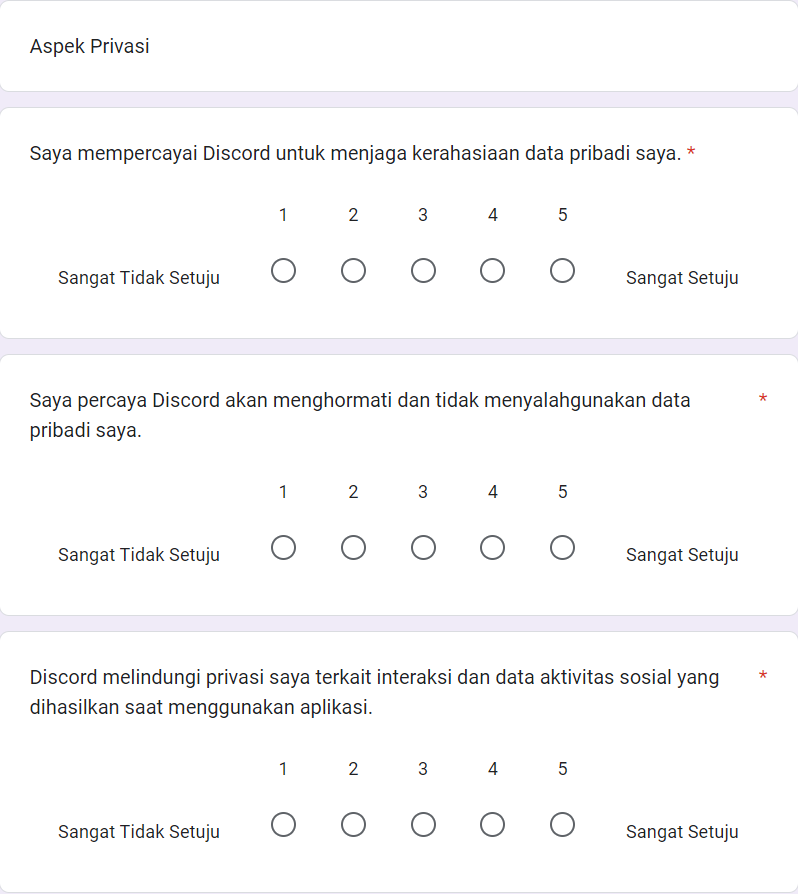 Aspek Privasi
Saya mempercayai Discord untuk menjaga kerahasiaan data pribadi saya. *
1 2 3 4 5
Sangat Tidak Setuju Sangat Setuju
Saya percaya Discord akan menghormati dan tidak menyalahgunakan data *
pribadi saya.
1 2 3 4 5
Sangat Tidak Setuju Sangat Setuju
Discord melindungi privasi saya terkait interaksi dan data aktivitas sosial yang *
dihasilkan saat menggunakan aplikasi.
1 2 3 4 5
Sangat Tidak Setuju Sangat Setuju